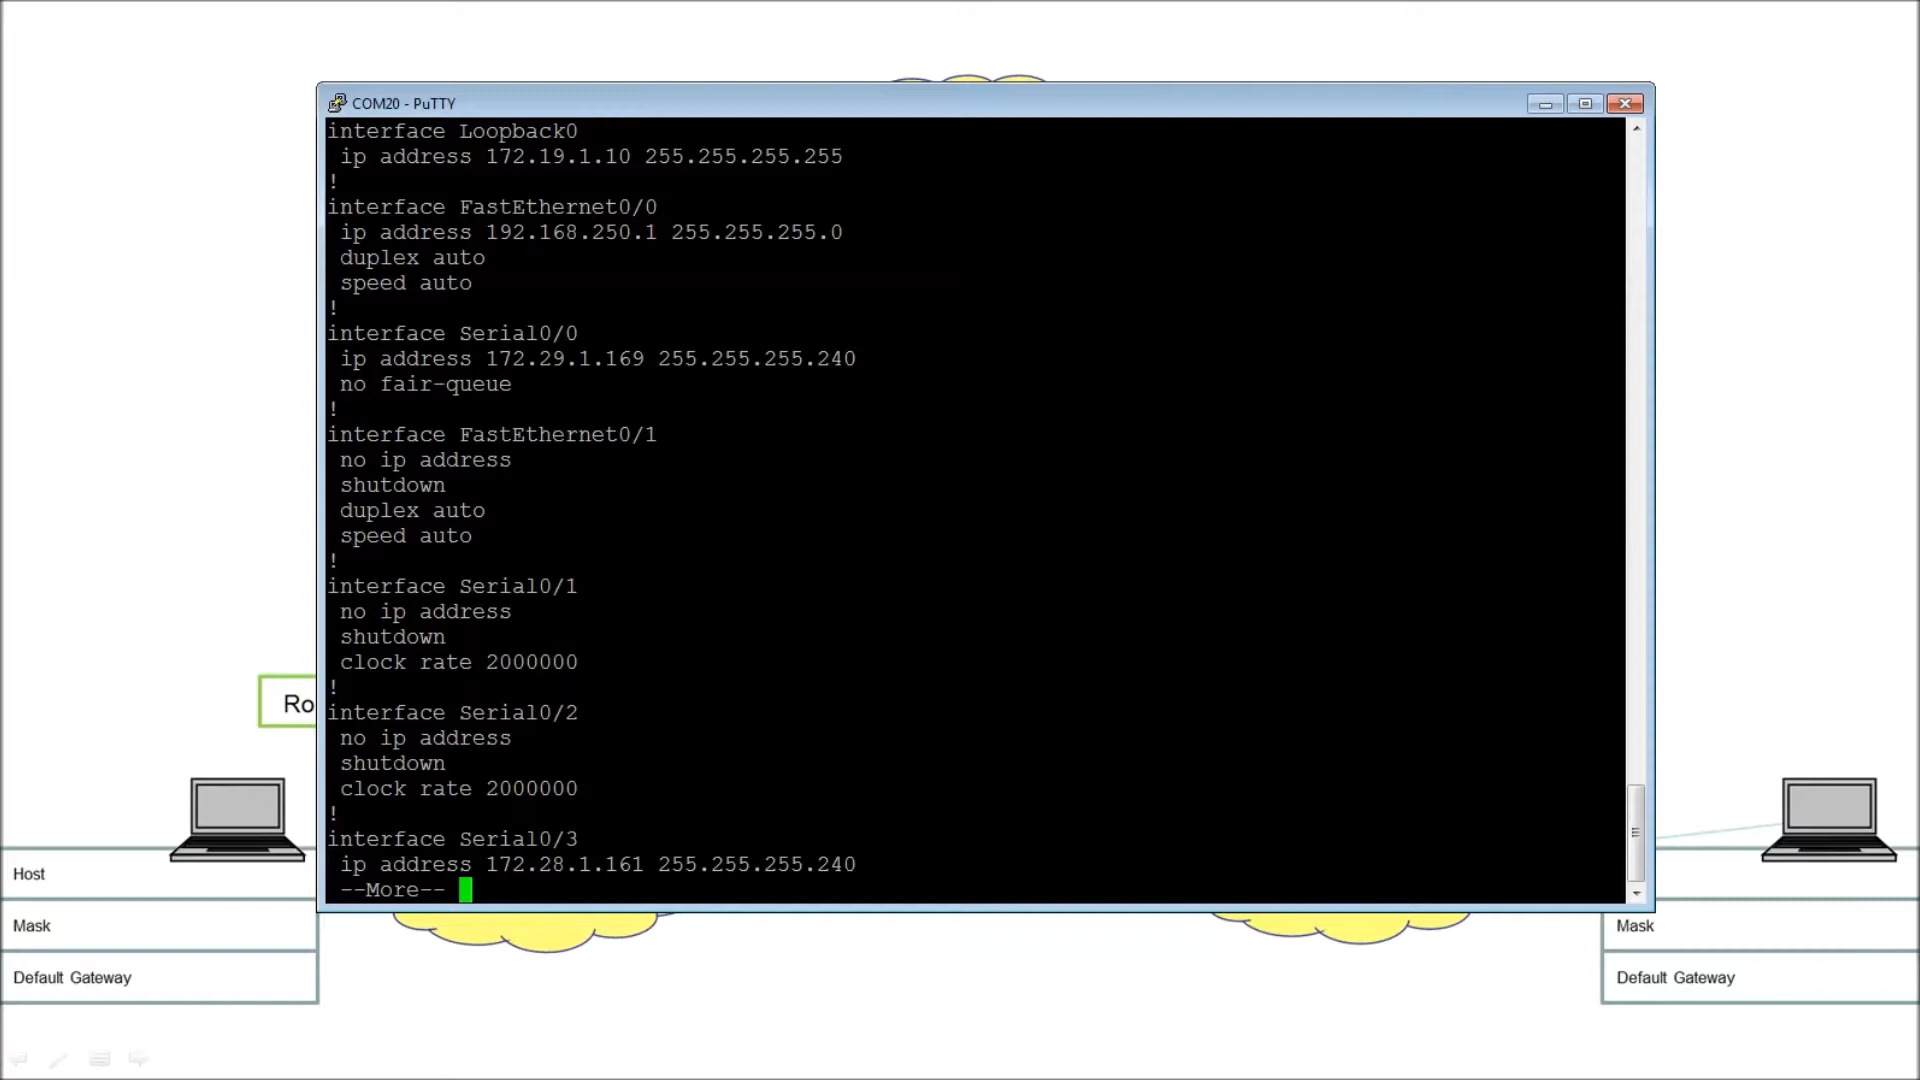 COM20 - PuTTY
interface Loopback0
ip address 172.19.1.10 255.255.255.255
!
interface FastEthernet0/0
ip address 192.168.250.1 255.255.255.0
duplex auto
speed auto
!
interface Serial0/0
ip address 172.29.1.169 255.255.255.240
no fair-queue
!
interface FastEthernet0/1
no ip address
shutdown
duplex auto
speed auto
!
interface Serial0/1
no ip address
shutdown
clock rate 2000000
!
interface Serial0/2
no ip address
shutdown
clock rate 2000000
!
interface Serial0/3
ip address 172.28.1.161 255.255.255.240
--More--
Ro
Host
Mask
Default Gateway
Mask
Default Gateway